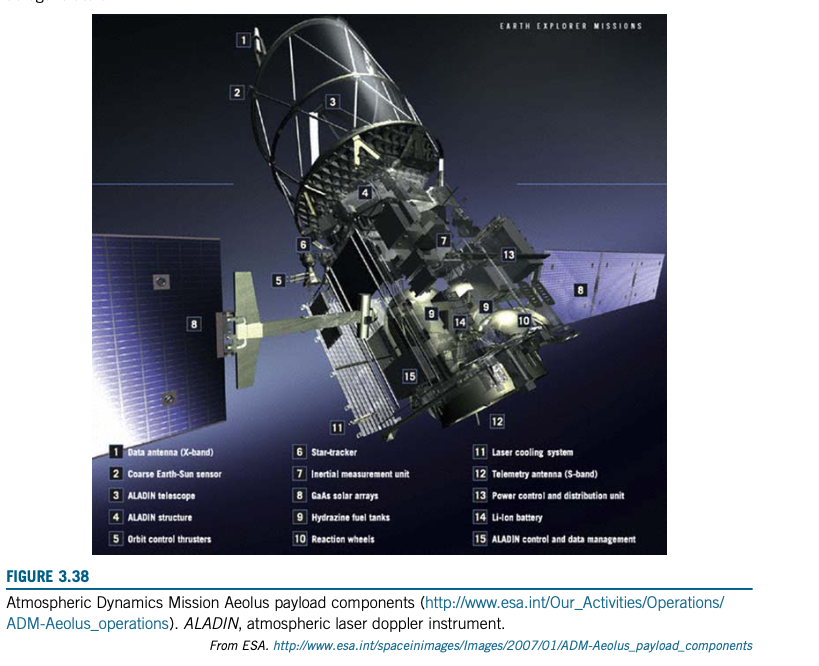 EARTH EXPLORER MISSIONS
1
2
3
4
6
7
13
5
8
8
9
9
14
10
15
11
12
1 Data antenna (X-band)
2 Coarse Earth-Sun sensor
3 ALADIN telescope
4 ALADIN structure
5 Orbit control thrusters
6 Star-tracker
7 Inertial measurement unit
8 GaAs solar arrays
9 Hydrazine fuel tanks
10 Reaction wheels
11 Laser cooling system
12 Telemetry antenna (S-band)
13 Power control and distribution unit
14 Li-Ion battery
15 ALADIN control and data management
FIGURE 3.38
Atmospheric Dynamics Mission Aeolus payload components (http://www.esa.int/Our_Activities/Operations/
ADM-Aeolus_operations). ALADIN, atmospheric laser doppler instrument.
From ESA. http://www.esa.int/spaceinimages/Images/2007/01/ADM-Aeolus_payload_components